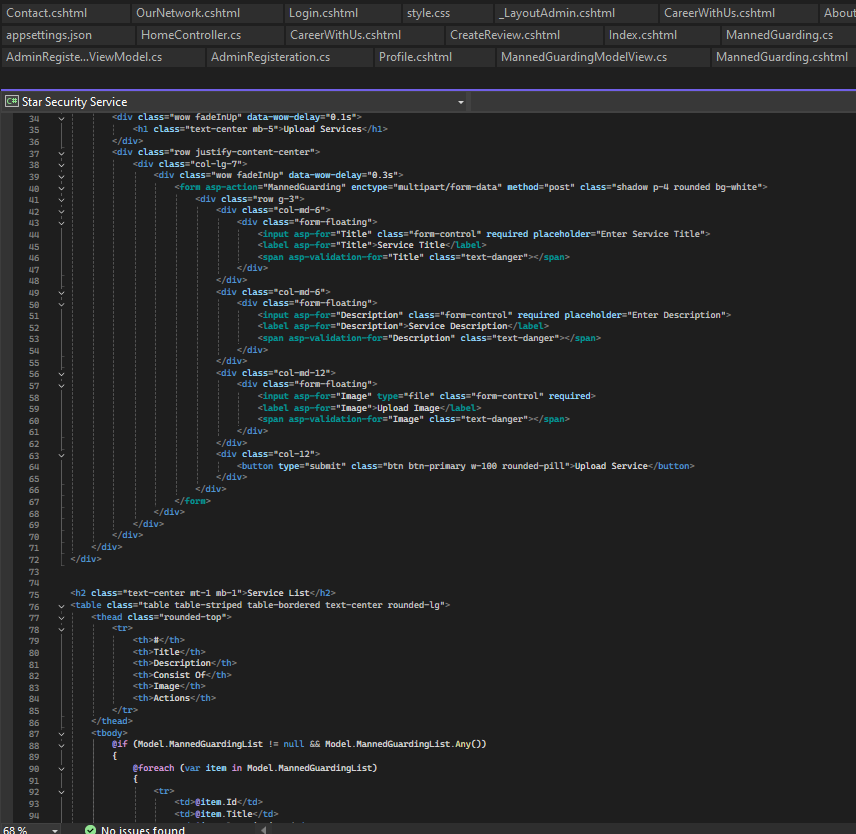 Contact.cshtml OurNetwork.cshtml Login.cshtml style.css _LayoutAdmin.cshtml CareerWithUs.cshtml About
appsettings.json HomeController.cs CareerWithUs.cshtml CreateReview.cshtml Index.cshtml MannedGuarding.cs
AdminRegiste...ViewModel.cs AdminRegisteration.cs Profile.cshtml MannedGuardingModelView.cs MannedGuarding.cshtml
C# Star Security Service
34 <div class="wow fadeInUp" data-wow-delay="0.1s">
35 <h1 class="text-center mb-5">Upload Services</h1>
36 </div>
37 <div class="row justify-content-center">
38 <div class="col-lg-7">
39 <div class="wow fadeInUp" data-wow-delay="0.3s">
40 <form asp-action="MannedGuarding" enctype="multipart/form-data" method="post" class="shadow p-4 rounded bg-white">
41 <div class="row g-3">
42 <div class="col-md-6">
43 <div class="form-floating">
44 <input asp-for="Title" class="form-control" required placeholder="Enter Service Title">
45 <label asp-for="Title">Service Title</label>
46 <span asp-validation-for="Title" class="text-danger"></span>
47 </div>
48 </div>
49 <div class="col-md-6">
50 <div class="form-floating">
51 <input asp-for="Description" class="form-control" required placeholder="Enter Description">
52 <label asp-for="Description">Service Description</label>
53 <span asp-validation-for="Description" class="text-danger"></span>
54 </div>
55 </div>
56 <div class="col-md-12">
57 <div class="form-floating">
58 <input asp-for="Image" type="file" class="form-control" required>
59 <label asp-for="Image">Upload Image</label>
60 <span asp-validation-for="Image" class="text-danger"></span>
61 </div>
62 </div>
63 <div class="col-12">
64 <button type="submit" class="btn btn-primary w-100 rounded-pill">Upload Service</button>
65 </div>
66 </div>
67 </form>
68 </div>
69 </div>
70 </div>
71 </div>
72 </div>
73
74
75 <h2 class="text-center mt-1 mb-1">Service List</h2>
76 <table class="table table-striped table-bordered text-center rounded-lg">
77 <thead class="rounded-top">
78 <tr>
79 <th>#</th>
80 <th>Title</th>
81 <th>Description</th>
82 <th>Consist Of</th>
83 <th>Image</th>
84 <th>Actions</th>
85 </tr>
86 </thead>
87 <tbody>
88 @if (Model.MannedGuardingList != null && Model.MannedGuardingList.Any())
89 {
90 @foreach (var item in Model.MannedGuardingList)
91 {
92 <tr>
93 <td>@item.Id</td>
94 <td>@item.Title</td>
68 % No issues found